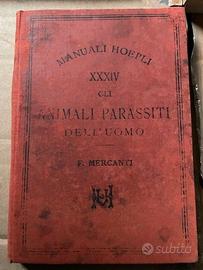 MANUALI HOEPLI
XXXIV
GLI
ANIMALI PARASSITI
DELL'UOMO
F. MERCANTI
subito